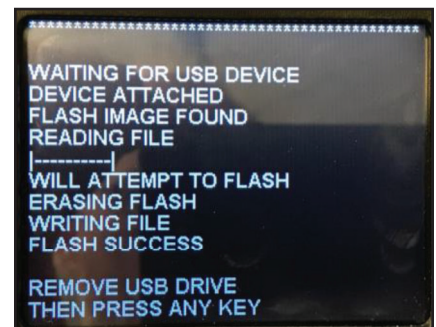 ******************************************
WAITING FOR USB DEVICE
DEVICE ATTACHED
FLASH IMAGE FOUND
READING FILE
|----------|
WILL ATTEMPT TO FLASH
ERASING FLASH
WRITING FILE
FLASH SUCCESS
REMOVE USB DRIVE
THEN PRESS ANY KEY